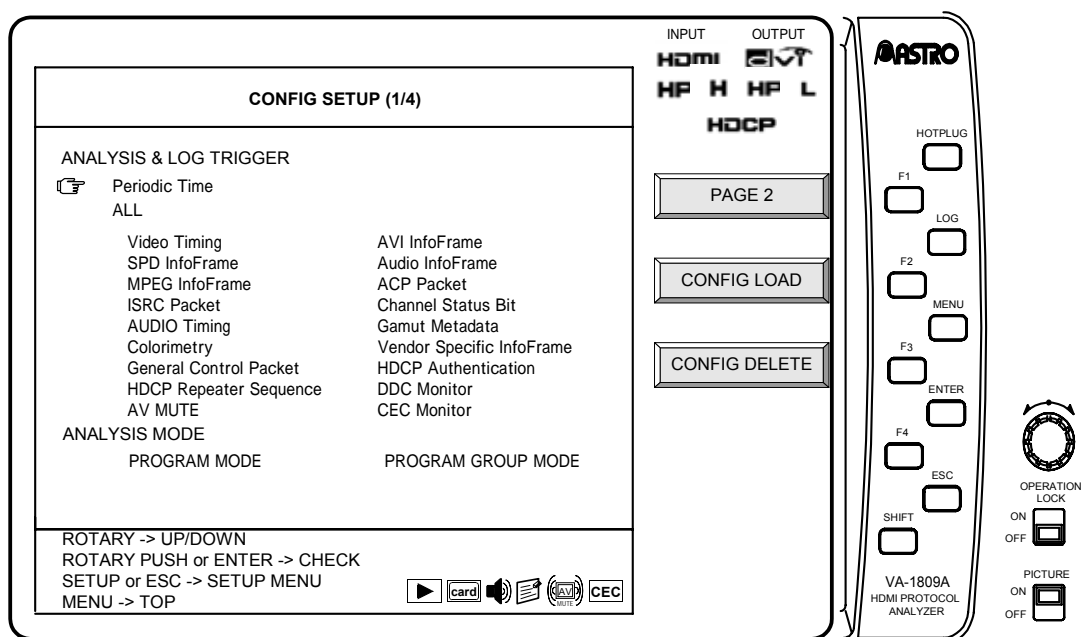 INPUT OUTPUT
HDMI DVI
HP H HP L
HDCP
CONFIG SETUP (1/4)
ANALYSIS & LOG TRIGGER
Periodic Time
ALL
Video Timing AVI InfoFrame
SPD InfoFrame Audio InfoFrame
MPEG InfoFrame ACP Packet
ISRC Packet Channel Status Bit
AUDIO Timing Gamut Metadata
Colorimetry Vendor Specific InfoFrame
General Control Packet HDCP Authentication
HDCP Repeater Sequence DDC Monitor
AV MUTE CEC Monitor
ANALYSIS MODE
PROGRAM MODE PROGRAM GROUP MODE
ROTARY -> UP/DOWN
ROTARY PUSH or ENTER -> CHECK
SETUP or ESC -> SETUP MENU
MENU -> TOP
card AV MUTE CEC
PAGE 2
CONFIG LOAD
CONFIG DELETE
ASTRO
HOTPLUG
F1
LOG
F2
MENU
F3
ENTER
F4
ESC
SHIFT
VA-1809A
HDMI PROTOCOL
ANALYZER
OPERATION
LOCK
ON
OFF
PICTURE
ON
OFF